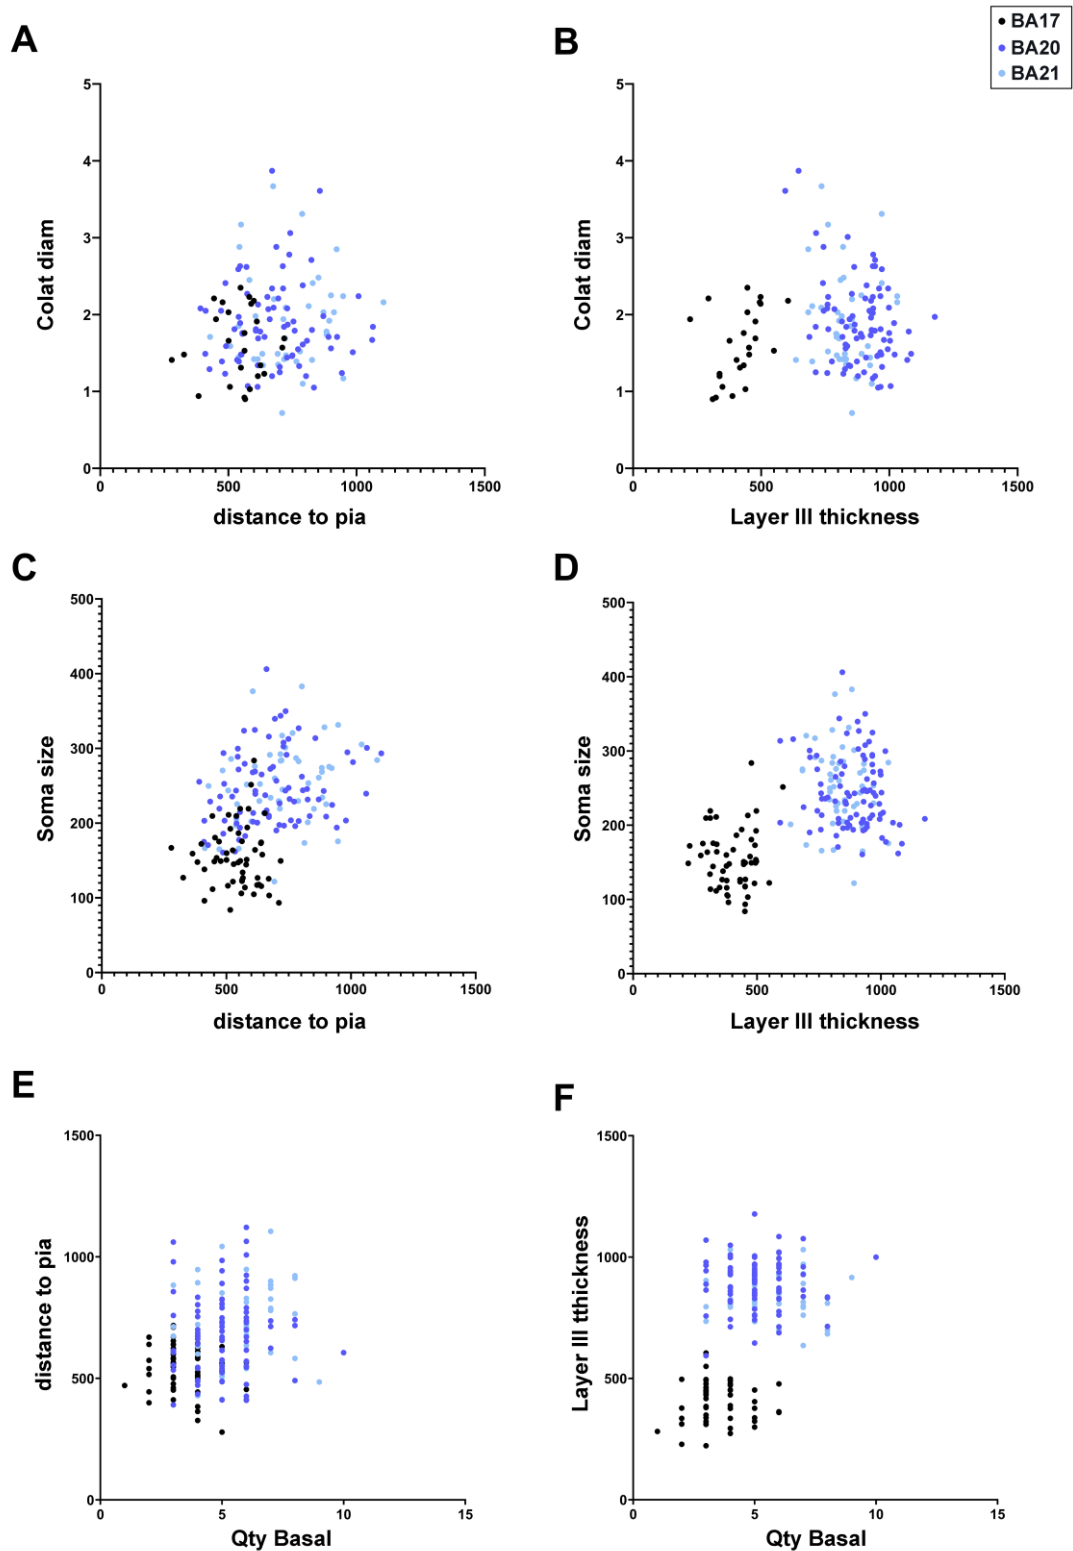 BA17
BA20
BA21
A
B
5
4
3
2
1
0
Colat diam
0 500 1000 1500
distance to pia
5
4
3
2
1
0
Colat diam
0 500 1000 1500
Layer III thickness
C
D
500
400
300
200
100
0
Soma size
0 500 1000 1500
distance to pia
500
400
300
200
100
0
Soma size
0 500 1000 1500
Layer III thickness
E
F
1500
1000
500
0
distance to pia
0 5 10 15
Qty Basal
1500
1000
500
0
Layer III tthickness
0 5 10 15
Qty Basal